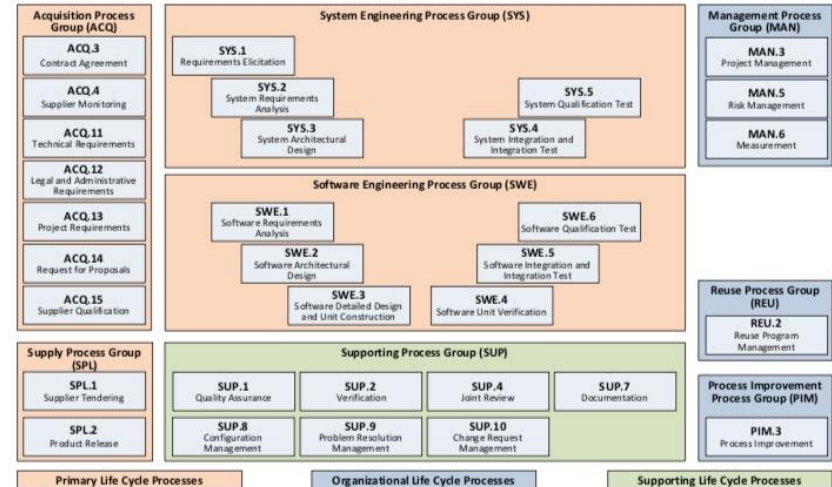 Acquisition Process
Group (ACQ)
ACQ.3
Contract Agreement
ACQ.4
Supplier Monitoring
ACQ.11
Technical Requirements
ACQ.12
Legal and Administrative
Requirements
ACQ.13
Project Requirements
ACQ.14
Request for Proposals
ACQ.15
Supplier Qualification
System Engineering Process Group (SYS)
SYS.1
Requirements Elicitation
SYS.2
System Requirements
Analysis
SYS.3
System Architectural
Design
SYS.5
System Qualification Test
SYS.4
System Integration and
Integration Test
Management Process
Group (MAN)
MAN.3
Project Management
MAN.5
Risk Management
MAN.6
Measurement
Software Engineering Process Group (SWE)
SWE.1
Software Requirements
Analysis
SWE.2
Software Architectural
Design
SWE.3
Software Detailed Design
and Unit Construction
SWE.6
Software Qualification Test
SWE.5
Software Integration and
Integration Test
SWE.4
Software Unit Verification
Reuse Process Group
(REU)
REU.2
Reuse Program
Management
Supply Process Group
(SPL)
SPL.1
Supplier Tendering
SPL.2
Product Release
Supporting Process Group (SUP)
SUP.1
Quality Assurance
SUP.2
Verification
SUP.4
Joint Review
SUP.7
Documentation
SUP.8
Configuration
Management
SUP.9
Problem Resolution
Management
SUP.10
Change Request
Management
Process Improvement
Process Group (PIM)
PIM.3
Process Improvement
Primary Life Cycle Processes
Organizational Life Cycle Processes
Supporting Life Cycle Processes